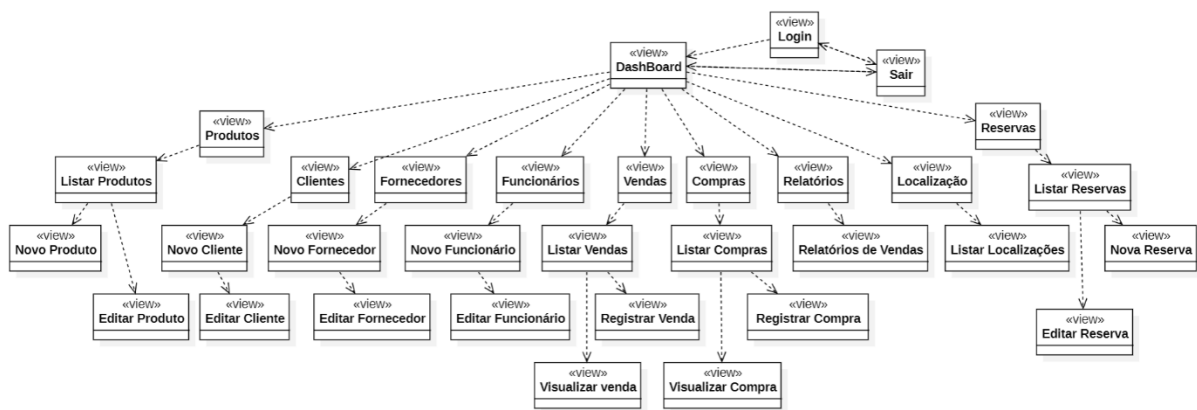 «view»
Login
«view»
DashBoard
«view»
Sair
«view»
Produtos
«view»
Reservas
«view»
Listar Produtos
«view»
Clientes
«view»
Fornecedores
«view»
Funcionários
«view»
Vendas
«view»
Compras
«view»
Relatórios
«view»
Localização
«view»
Listar Reservas
«view»
Novo Produto
«view»
Novo Cliente
«view»
Novo Fornecedor
«view»
Novo Funcionário
«view»
Listar Vendas
«view»
Listar Compras
«view»
Relatórios de Vendas
«view»
Listar Localizações
«view»
Nova Reserva
«view»
Editar Produto
«view»
Editar Cliente
«view»
Editar Fornecedor
«view»
Editar Funcionário
«view»
Registrar Venda
«view»
Registrar Compra
«view»
Editar Reserva
«view»
Visualizar venda
«view»
Visualizar Compra